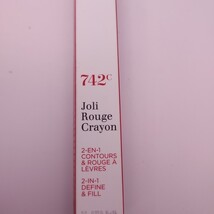 742C
Joli
Rouge
Crayon
2-EN-1
CONTOURS
& ROUGE À
LÈVRES
2-IN-1
DEFINE
& FILL